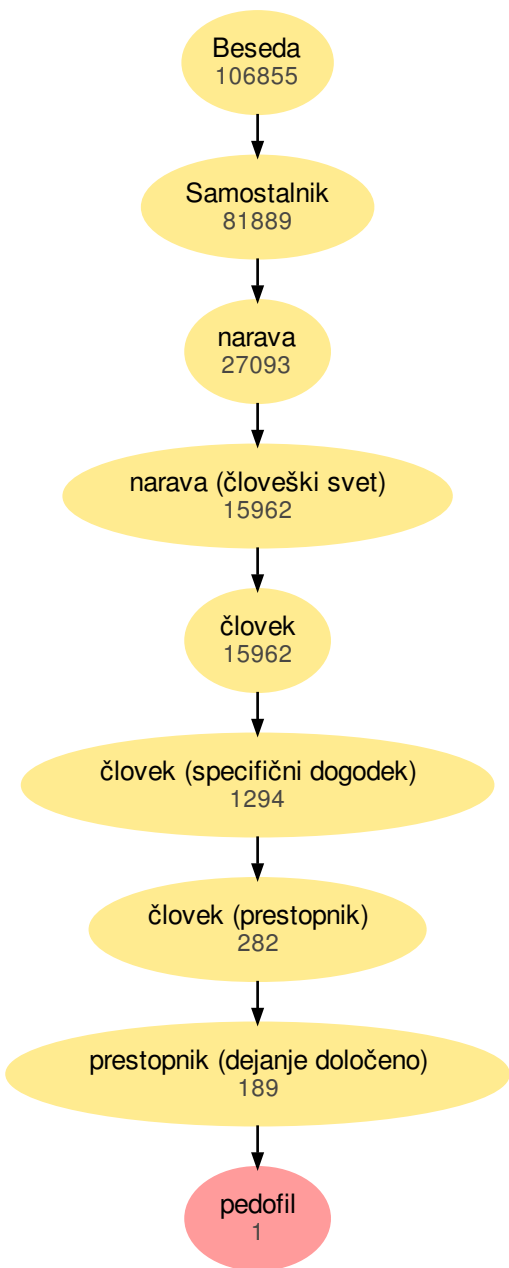 Beseda
106855
Samostalnik
81889
narava
27093
narava (človeški svet)
15962
človek
15962
človek (specifični dogodek)
1294
človek (prestopnik)
282
prestopnik (dejanje določeno)
189
pedofil
1